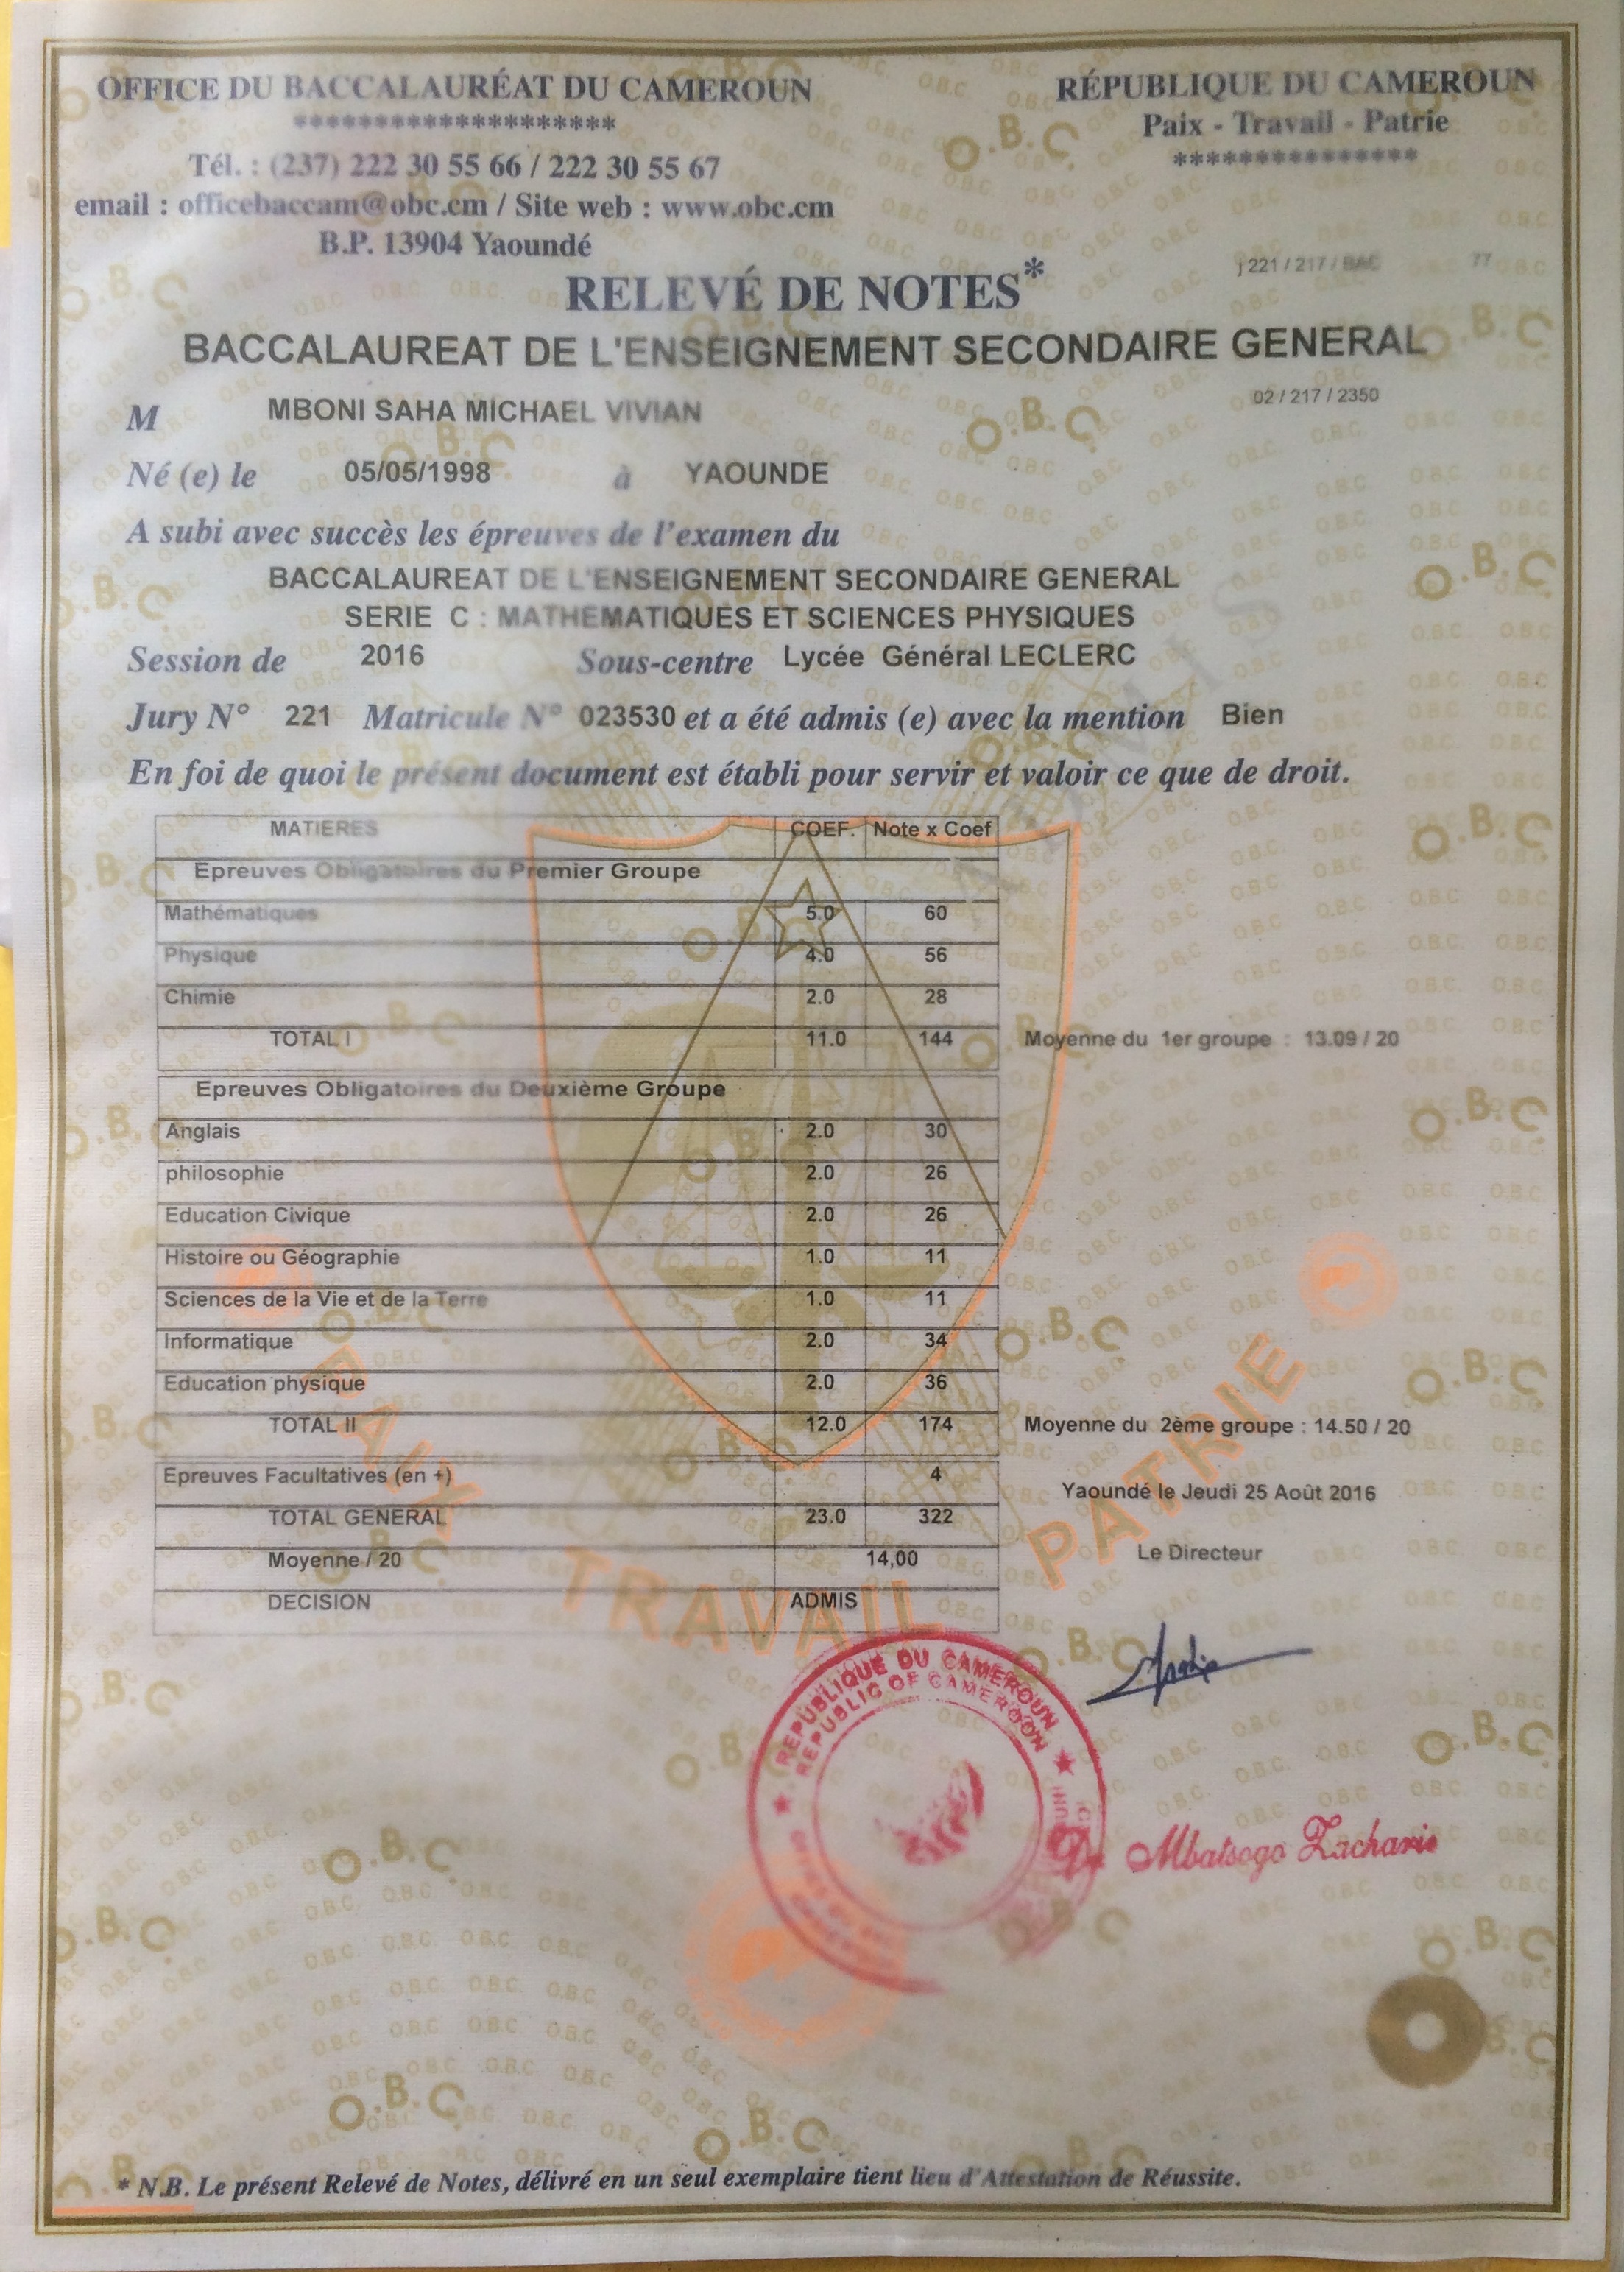 OFFICE DU BACCALAURÉAT DU CAMEROUN
********************
Tél. : (237) 222 30 55 66 / 222 30 55 67
email : officebaccam@obc.cm / Site web : www.obc.cm
B.P. 13904 Yaoundé
RÉPUBLIQUE DU CAMEROUN
Paix - Travail - Patrie
***************
j 221 / 217 / BAC 77
RELEVÉ DE NOTES*
BACCALAUREAT DE L'ENSEIGNEMENT SECONDAIRE GENERAL
02 / 217 / 2350
M MBONI SAHA MICHAEL VIVIAN
Né (e) le 05/05/1998 à YAOUNDE
A subi avec succès les épreuves de l'examen du
BACCALAUREAT DE L'ENSEIGNEMENT SECONDAIRE GENERAL
SERIE C : MATHEMATIQUES ET SCIENCES PHYSIQUES
Session de 2016 Sous-centre Lycée Général LECLERC
Jury N° 221 Matricule N° 023530 et a été admis (e) avec la mention Bien
En foi de quoi le présent document est établi pour servir et valoir ce que de droit.
MATIERES COEF. Note x Coef
Epreuves Obligatoires du Premier Groupe
Mathématiques 5.0 60
Physique 4.0 56
Chimie 2.0 28
TOTAL I 11.0 144 Moyenne du 1er groupe : 13.09 / 20
Epreuves Obligatoires du Deuxième Groupe
Anglais 2.0 30
philosophie 2.0 26
Education Civique 2.0 26
Histoire ou Géographie 1.0 11
Sciences de la Vie et de la Terre 1.0 11
Informatique 2.0 34
Education physique 2.0 36
TOTAL II 12.0 174 Moyenne du 2ème groupe : 14.50 / 20
Epreuves Facultatives (en +) 4
TOTAL GENERAL 23.0 322
Moyenne / 20 14,00
DECISION ADMIS
Yaoundé le Jeudi 25 Août 2016
Le Directeur
PAIX TRAVAIL PATRIE
REPUBLIQUE DU CAMEROUN
REPUBLIC OF CAMEROON
Dr Mbatsogo Zacharie
O.B.C
* N.B. Le présent Relevé de Notes, délivré en un seul exemplaire tient lieu d'Attestation de Réussite.